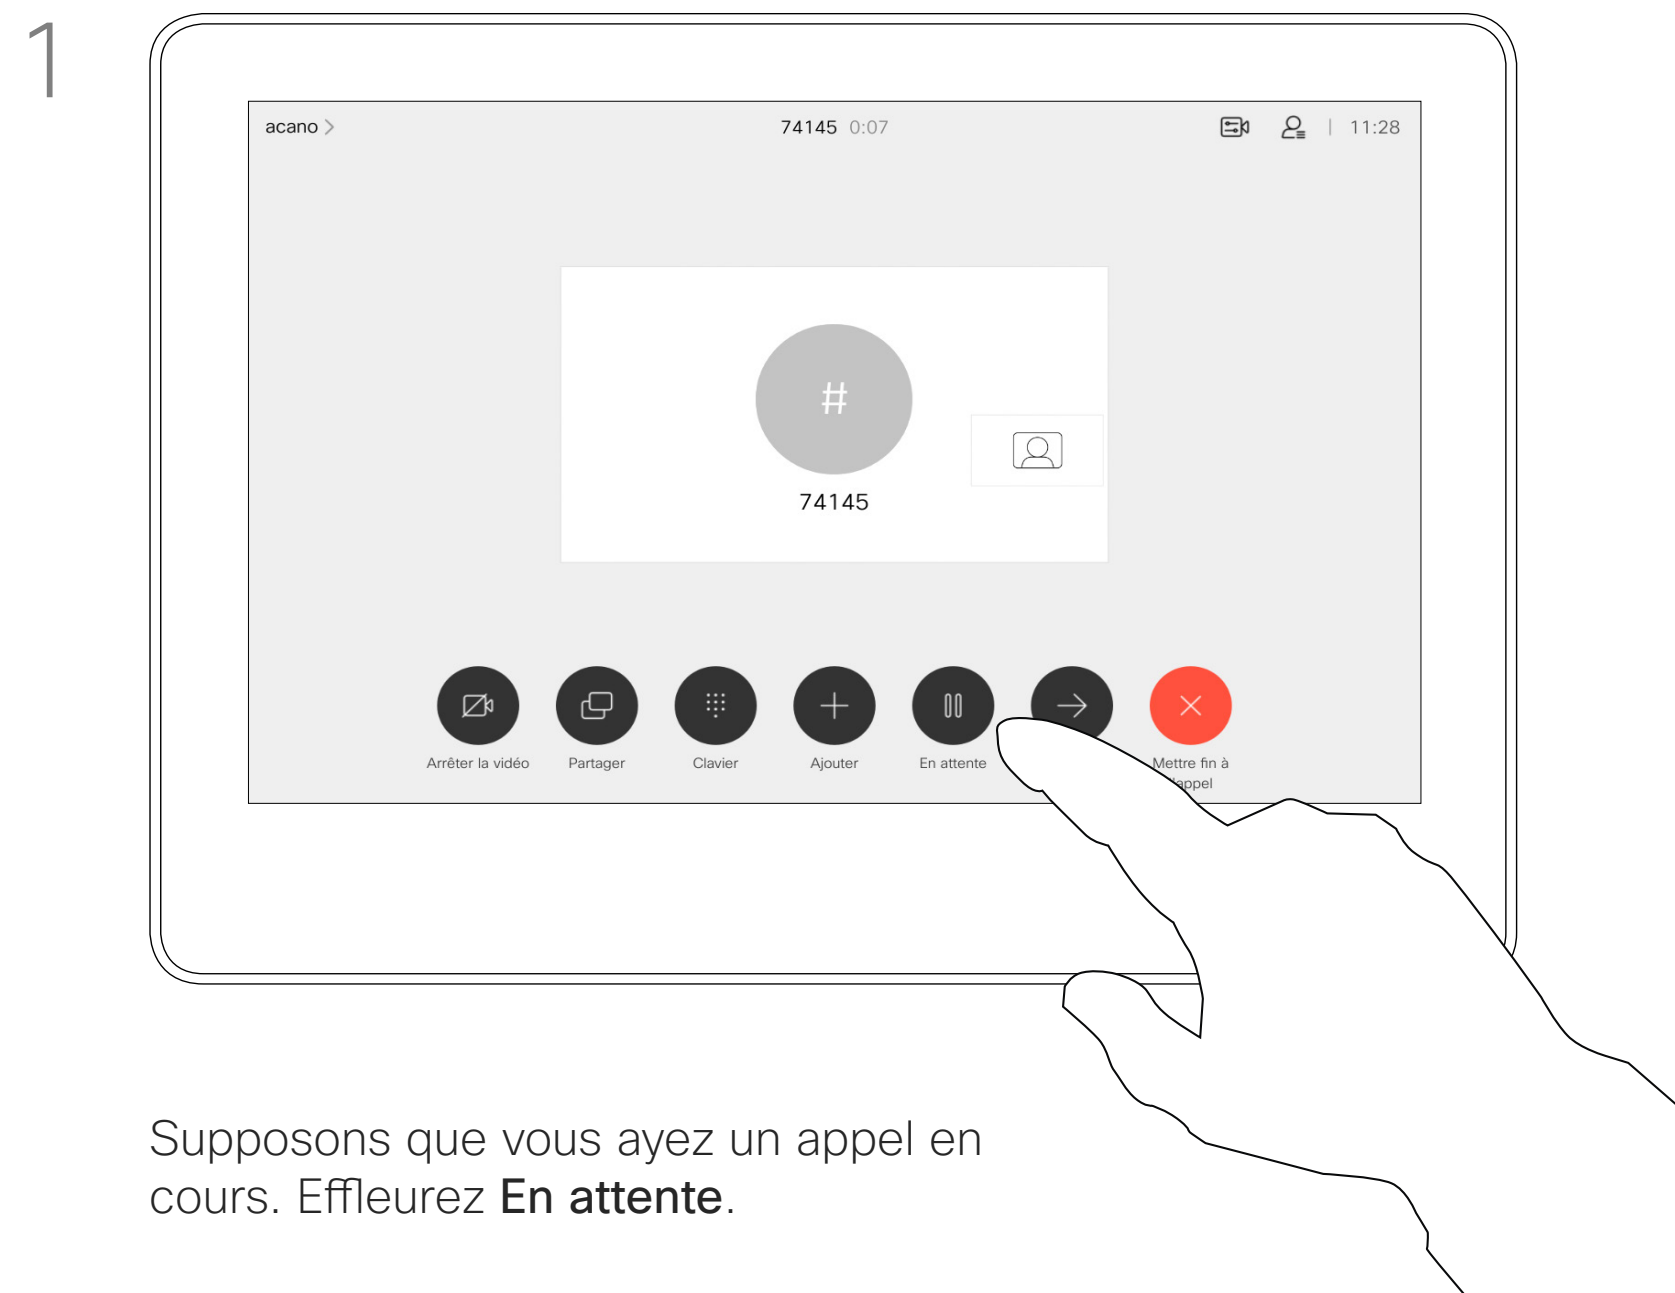 1
acano
74145 0:07
11:28
#
74145
Arrêter la vidéo
Partager
Clavier
Ajouter
En attente
Mettre fin à
appel
Supposons que vous ayez un appel en
cours. Effleurez En attente.